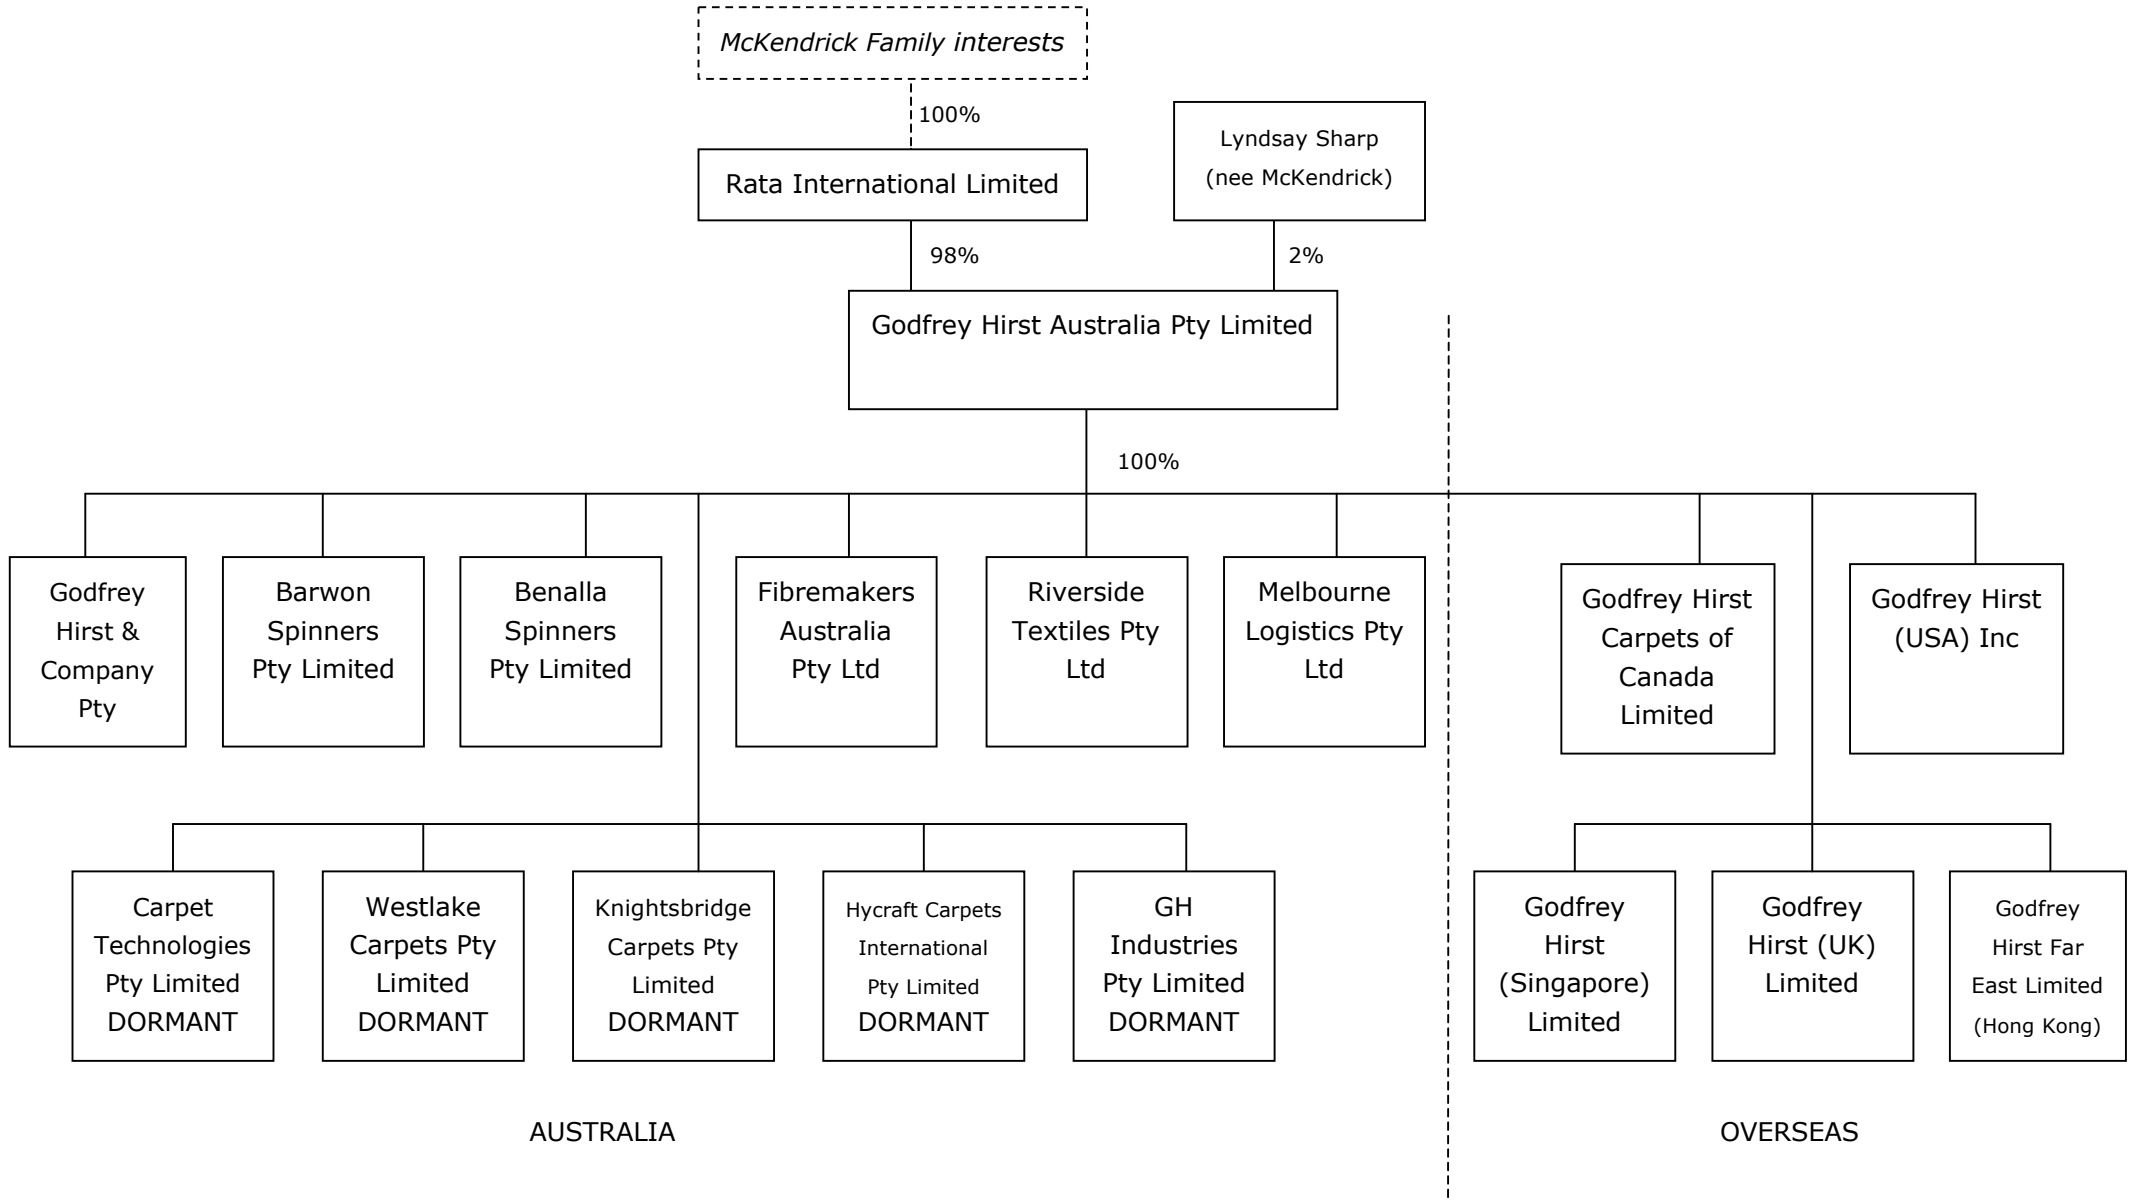 McKendrick Family interests
100%
Lyndsay Sharp
(nee McKendrick)
Rata International Limited
98%
2%
Godfrey Hirst Australia Pty Limited
100%
Godfrey
Hirst &
Company
Pty
Barwon
Spinners
Pty Limited
Benalla
Spinners
Pty Limited
Fibremakers
Australia
Pty Ltd
Riverside
Textiles Pty
Ltd
Melbourne
Logistics Pty
Ltd
Godfrey Hirst
Carpets of
Canada
Limited
Godfrey Hirst
(USA) Inc
Carpet
Technologies
Pty Limited
DORMANT
Westlake
Carpets Pty
Limited
DORMANT
Knightsbridge
Carpets Pty
Limited
DORMANT
Hycraft Carpets
International
Pty Limited
DORMANT
GH
Industries
Pty Limited
DORMANT
Godfrey
Hirst
(Singapore)
Limited
Godfrey
Hirst (UK)
Limited
Godfrey
Hirst Far
East Limited
(Hong Kong)
AUSTRALIA
OVERSEAS